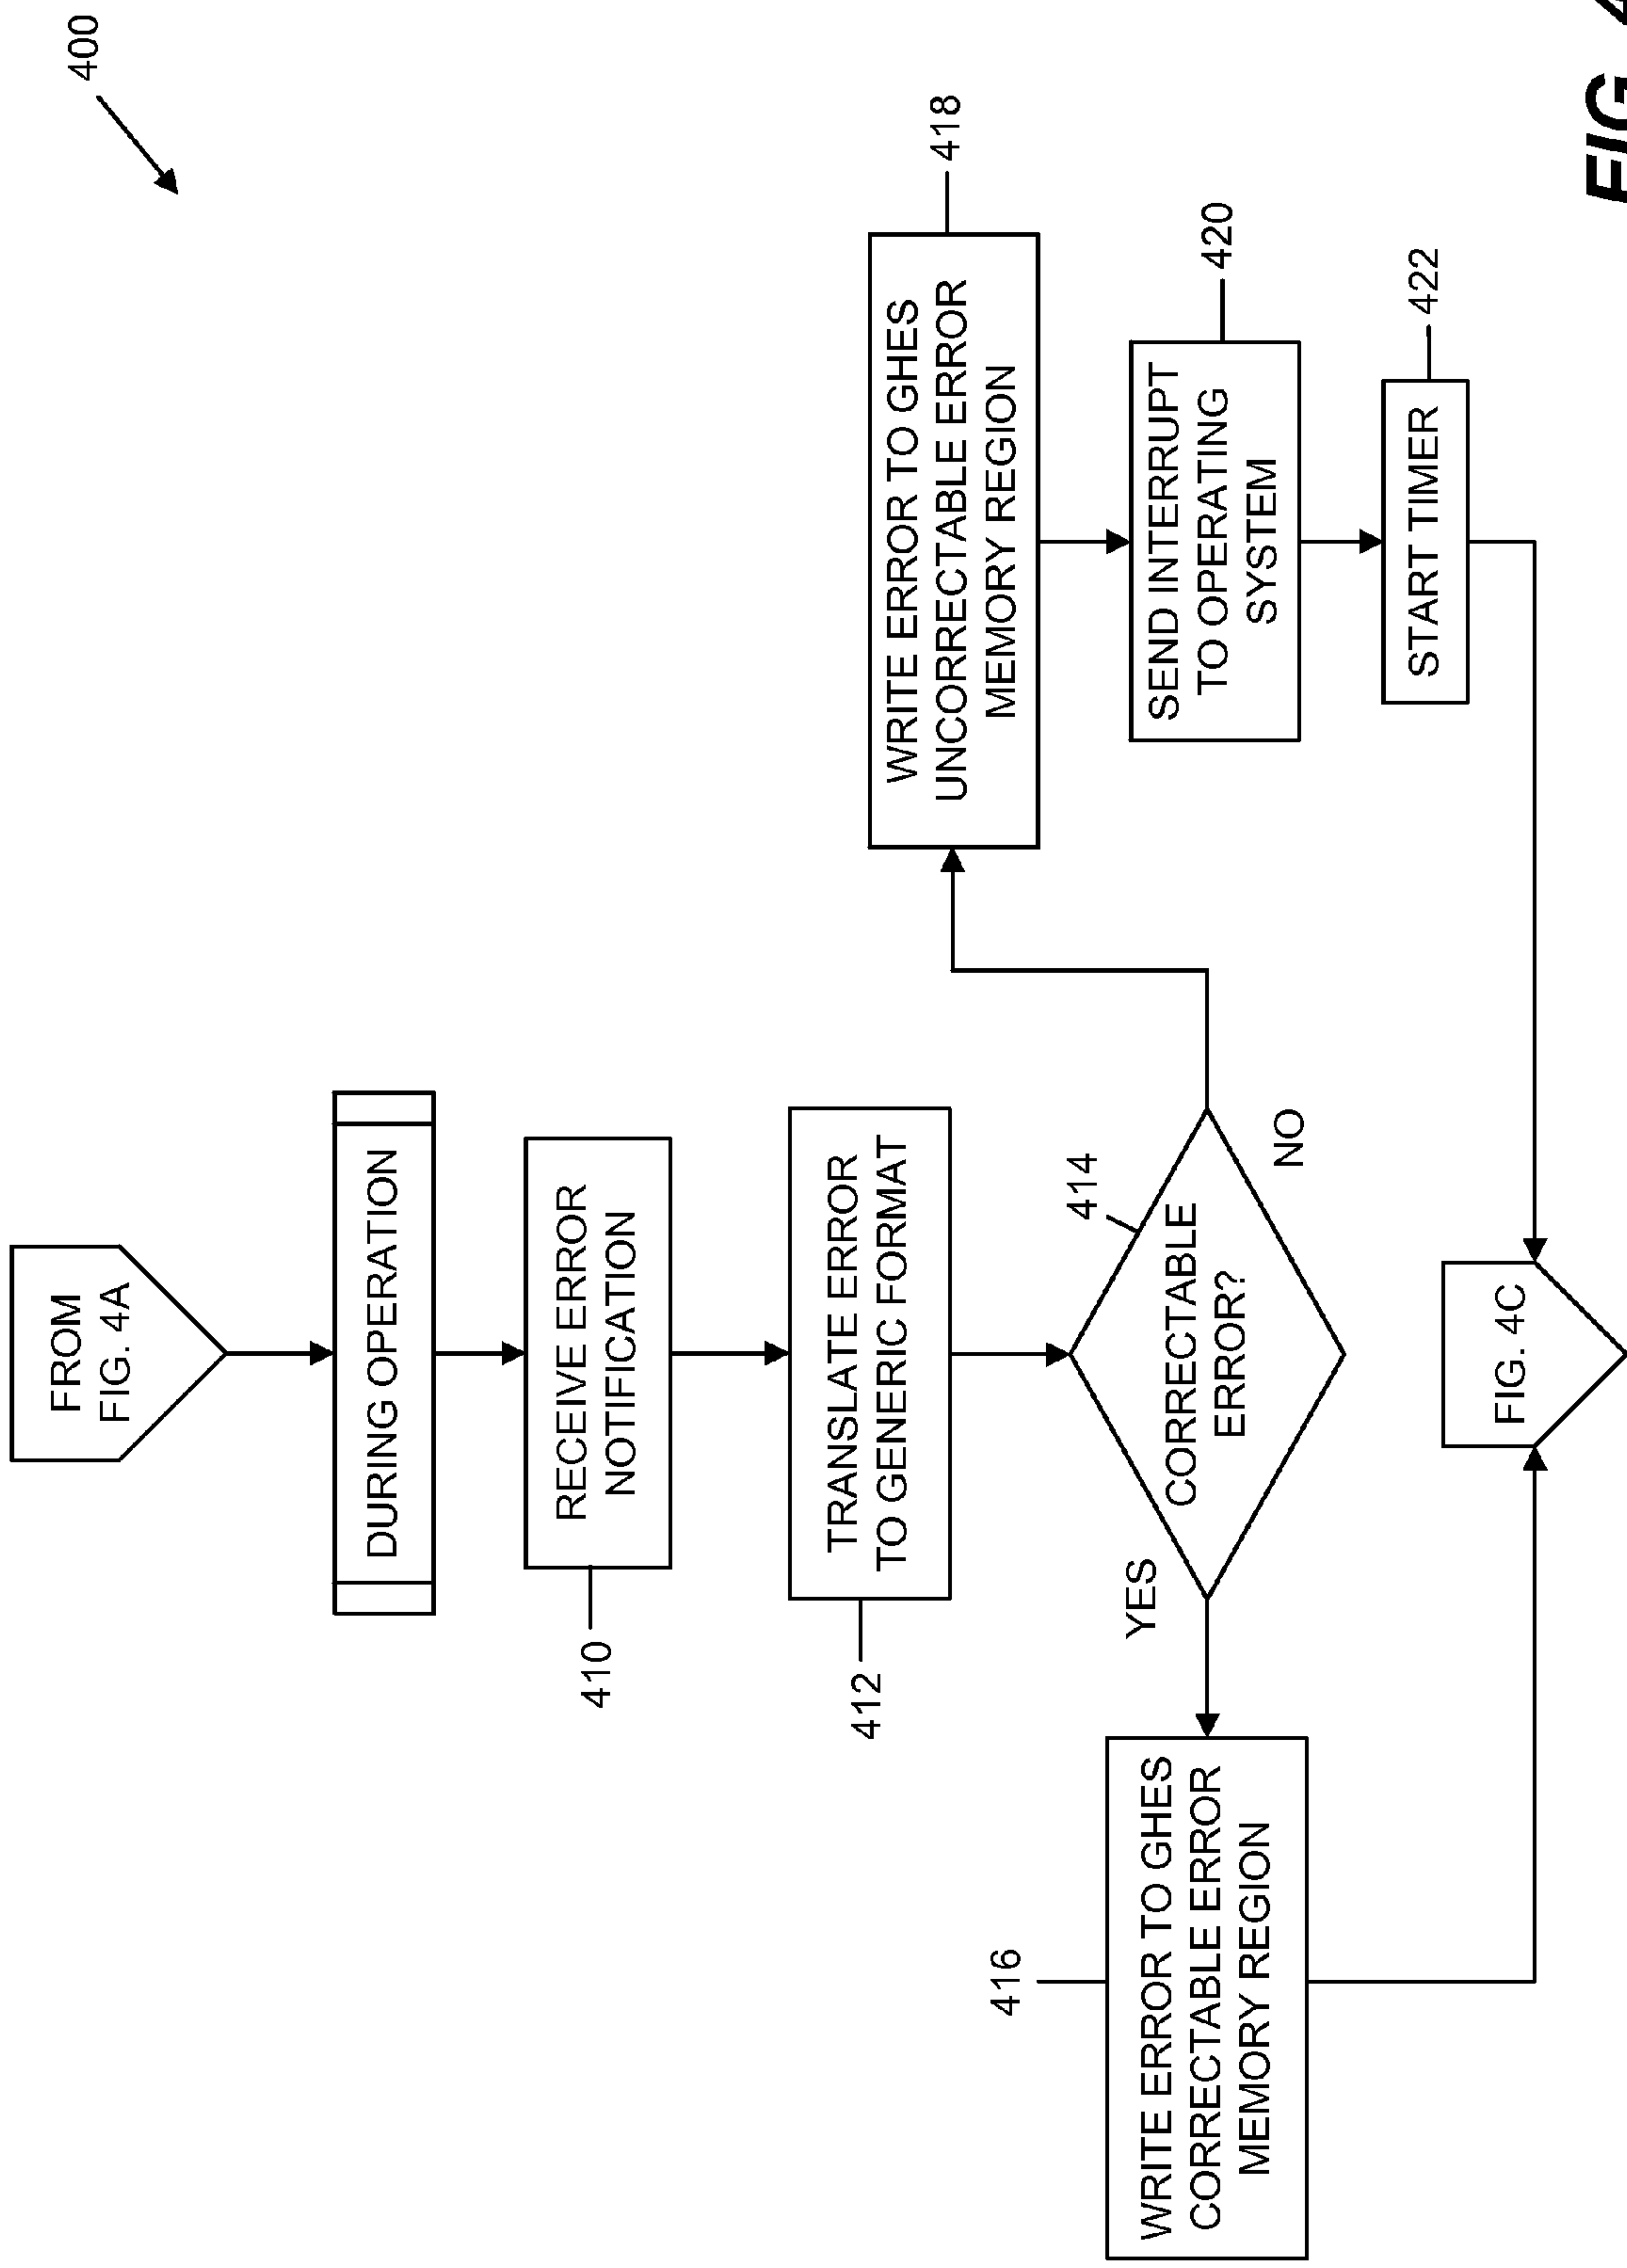 400
FROM
FIG. 4A
DURING OPERATION
RECEIVE ERROR
NOTIFICATION
410
TRANSLATE ERROR
TO GENERIC FORMAT
412
414
CORRECTABLE
ERROR?
YES
NO
416
WRITE ERROR TO GHES
CORRECTABLE ERROR
MEMORY REGION
WRITE ERROR TO GHES
UNCORRECTABLE ERROR
MEMORY REGION
418
SEND INTERRUPT
TO OPERATING
SYSTEM
420
START TIMER
422
FIG. 4C
FIG.